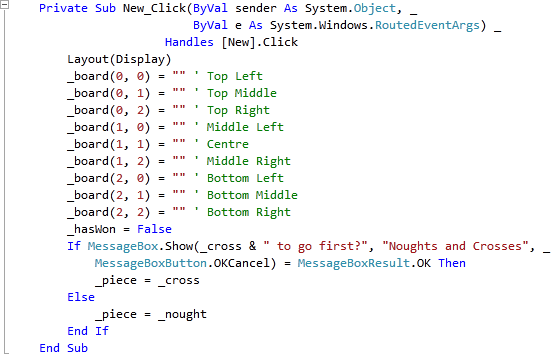 Private Sub New_Click(ByVal sender As System.Object, _
ByVal e As System.Windows.RoutedEventArgs) _
Handles [New].Click
Layout(Display)
_board(0, 0) = "" ' Top Left
_board(0, 1) = "" ' Top Middle
_board(0, 2) = "" ' Top Right
_board(1, 0) = "" ' Middle Left
_board(1, 1) = "" ' Centre
_board(1, 2) = "" ' Middle Right
_board(2, 0) = "" ' Bottom Left
_board(2, 1) = "" ' Bottom Middle
_board(2, 2) = "" ' Bottom Right
_hasWon = False
If MessageBox.Show(_cross & " to go first?", "Noughts and Crosses", _
MessageBoxButton.OKCancel) = MessageBoxResult.OK Then
_piece = _cross
Else
_piece = _nought
End If
End Sub